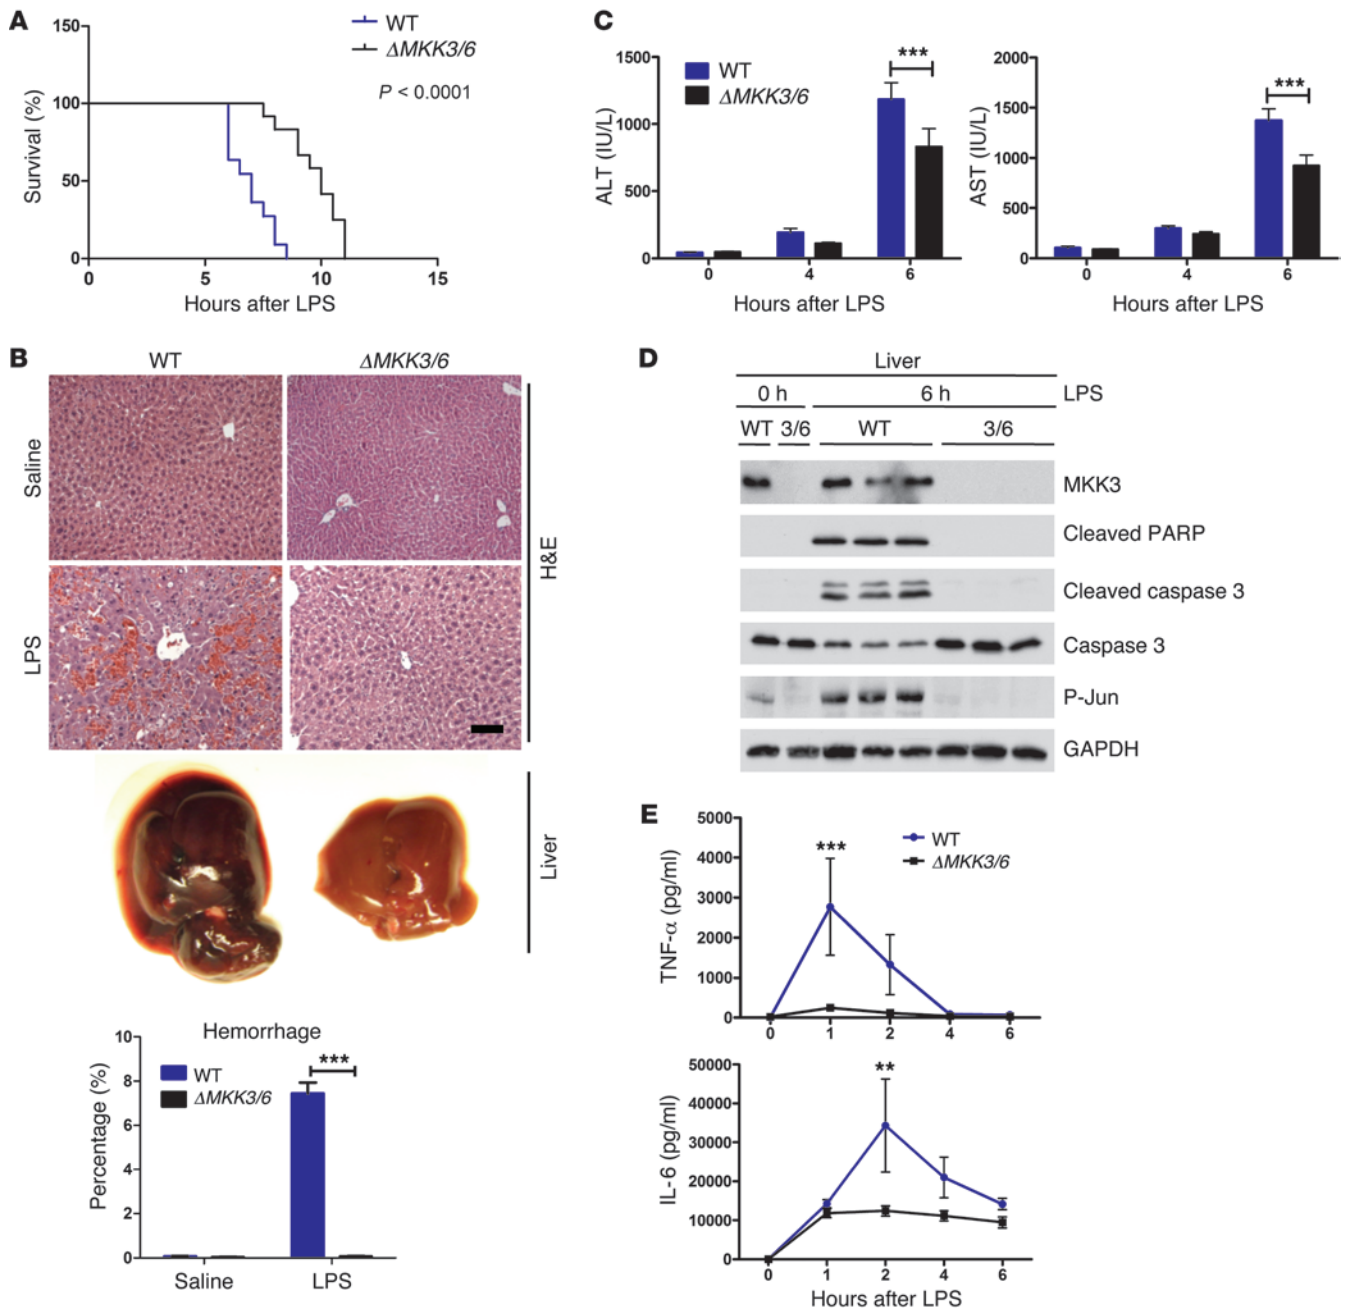 A
150
100
50
0
Survival (%)
WT
ΔMKK3/6
P < 0.0001
0 5 10 15
Hours after LPS
B
WT ΔMKK3/6
Saline
LPS
H&E
Liver
Hemorrhage
10
8
6
4
2
0
Percentage (%)
WT
ΔMKK3/6
***
Saline LPS
C
1500
1000
500
0
ALT (IU/L)
WT
ΔMKK3/6
***
0 4 6
Hours after LPS
2000
1500
1000
500
0
AST (IU/L)
***
0 4 6
Hours after LPS
D
Liver
0 h 6 h LPS
WT 3/6 WT 3/6
MKK3
Cleaved PARP
Cleaved caspase 3
Caspase 3
P-Jun
GAPDH
E
5000
4000
3000
2000
1000
0
TNF-α (pg/ml)
***
WT
ΔMKK3/6
0 1 2 4 6
50000
40000
30000
20000
10000
0
IL-6 (pg/ml)
**
0 1 2 4 6
Hours after LPS